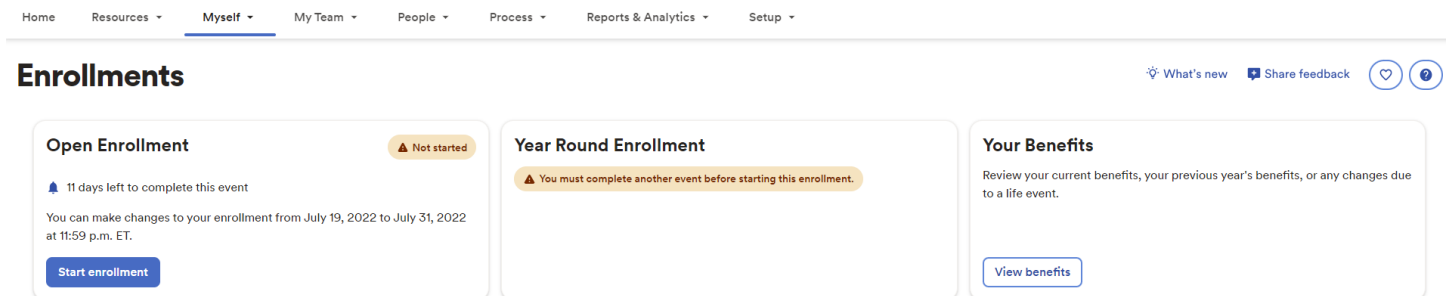 Home Resources Myself My Team People Process Reports & Analytics Setup
Enrollments
What's new Share feedback
Open Enrollment
Not started
11 days left to complete this event
You can make changes to your enrollment from July 19, 2022 to July 31, 2022
at 11:59 p.m. ET.
Start enrollment
Year Round Enrollment
You must complete another event before starting this enrollment.
Your Benefits
Review your current benefits, your previous year's benefits, or any changes due
to a life event.
View benefits